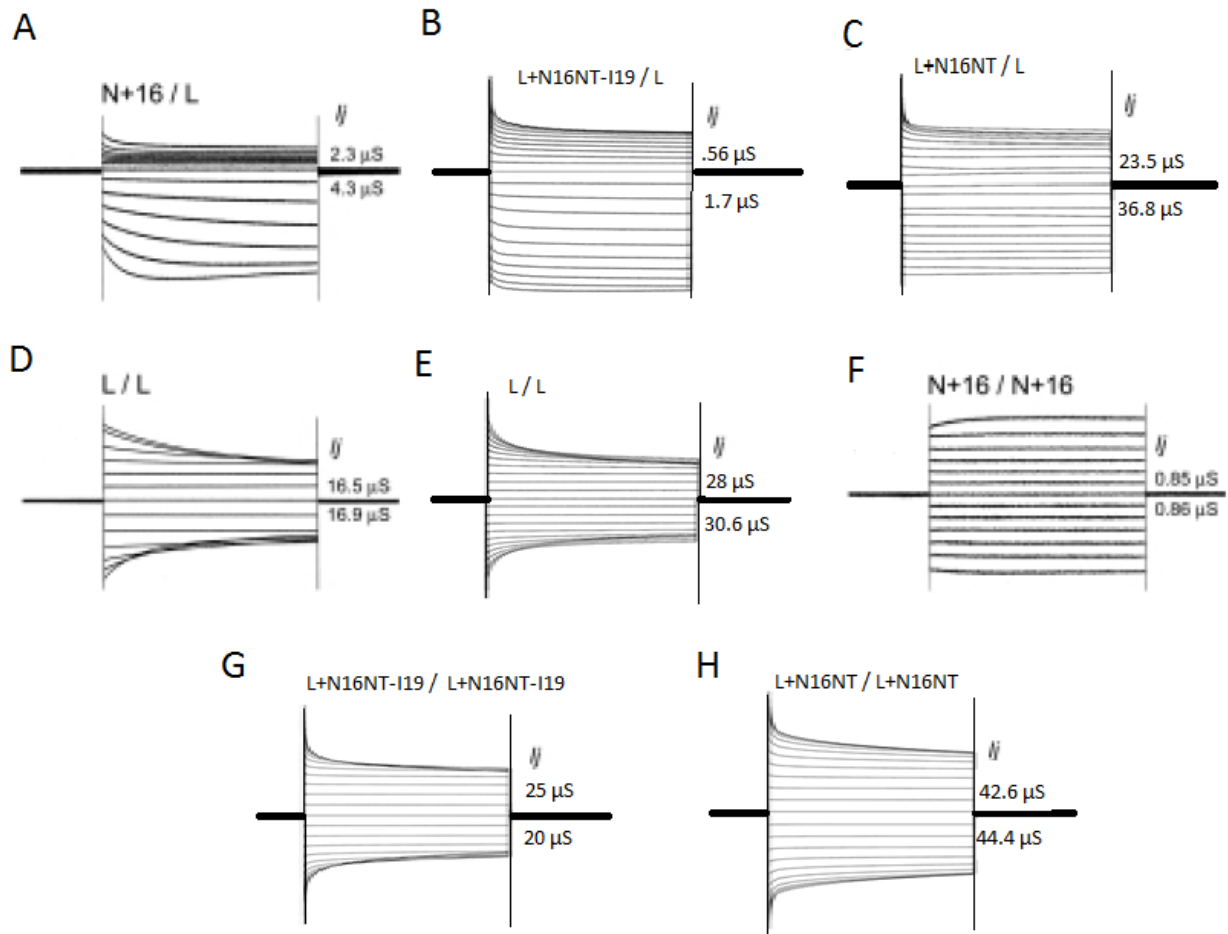 A
N+16 / L
Ij
2.3 µS
4.3 µS
B
L+N16NT-I19 / L
Ij
.56 µS
1.7 µS
C
L+N16NT / L
Ij
23.5 µS
36.8 µS
D
L / L
Ij
16.5 µS
16.9 µS
E
L / L
Ij
28 µS
30.6 µS
F
N+16 / N+16
Ij
0.85 µS
0.86 µS
G
L+N16NT-I19 / L+N16NT-I19
Ij
25 µS
20 µS
H
L+N16NT / L+N16NT
Ij
42.6 µS
44.4 µS